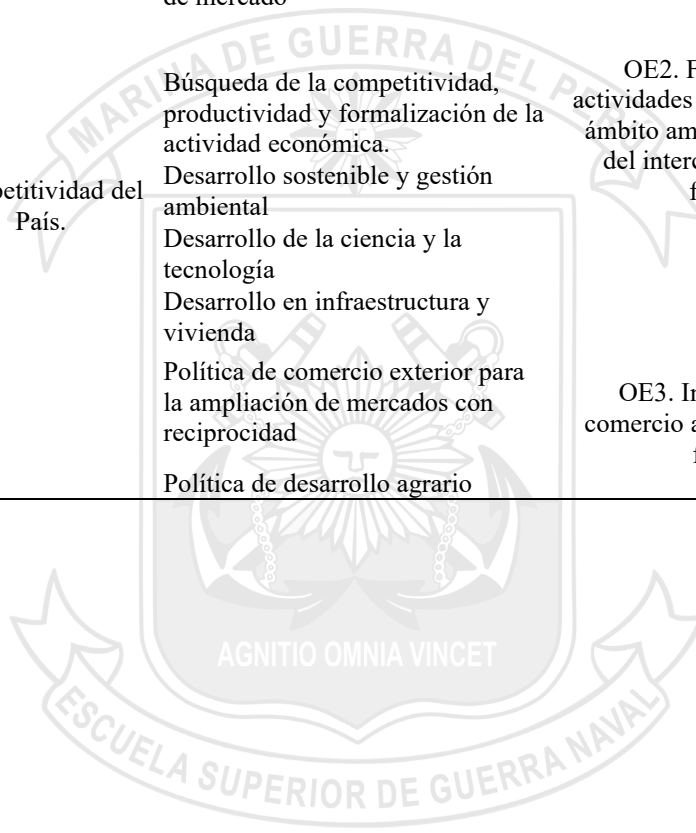 de mercado
Búsqueda de la competitividad,
productividad y formalización de la
actividad económica.
Desarrollo sostenible y gestión
ambiental
Desarrollo de la ciencia y la
tecnología
Desarrollo en infraestructura y
vivienda
Política de comercio exterior para
la ampliación de mercados con
reciprocidad
Política de desarrollo agrario
petitividad del
País.
OE2. F
actividades
ámbito am
del interc
f
OE3. In
comercio a
f
MARINA DE GUERRA DEL PERÚ
AGNITIO OMNIA VINCET
ESCUELA SUPERIOR DE GUERRA NAVAL